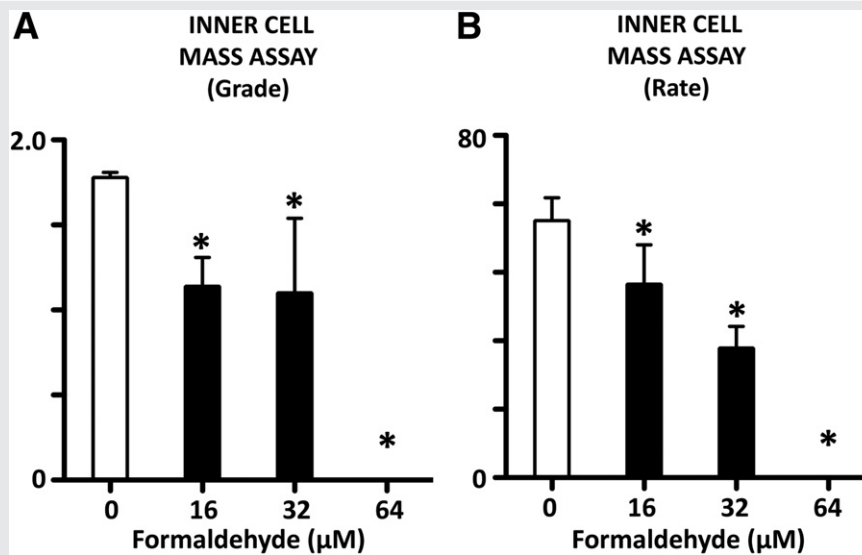 A
INNER CELL
MASS ASSAY
(Grade)
2.0
*
*
*
0
0 16 32 64
Formaldehyde (μM)
B
INNER CELL
MASS ASSAY
(Rate)
80
*
*
*
0
0 16 32 64
Formaldehyde (μM)